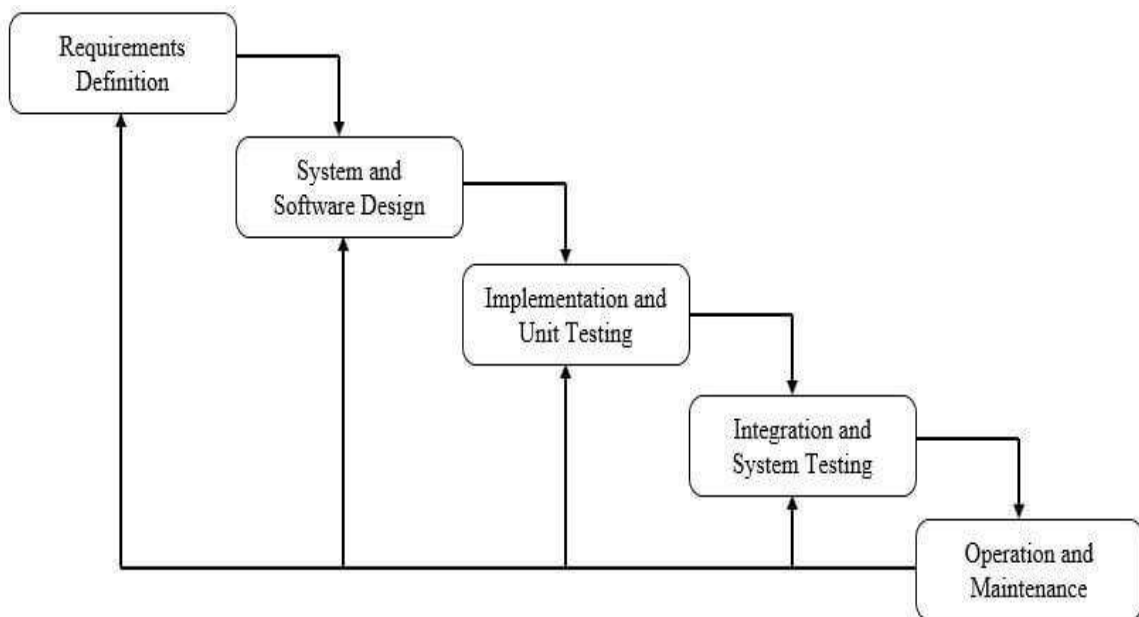 Requirements
Definition
System and
Software Design
Implementation and
Unit Testing
Integration and
System Testing
Operation and
Maintenance